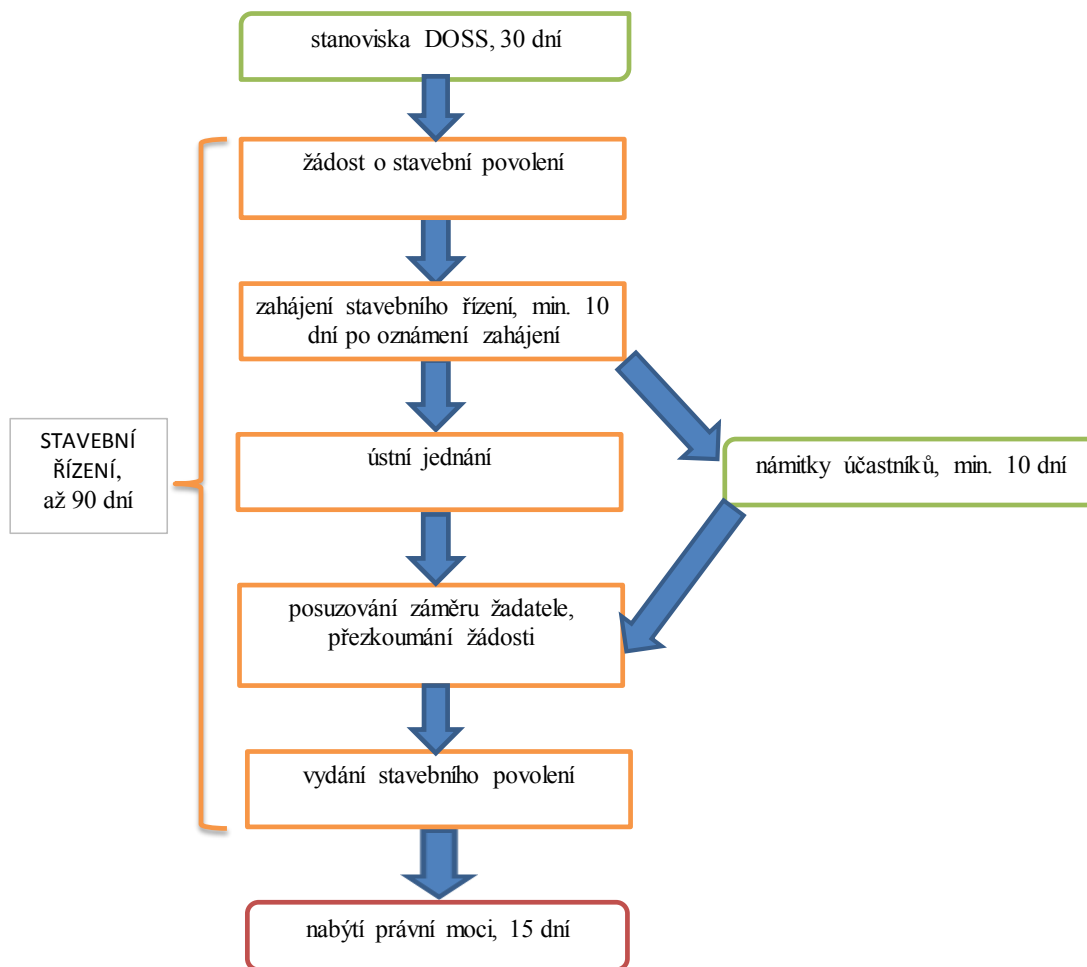 stanoviska DOSS, 30 dní
žádost o stavební povolení
zahájení stavebního řízení, min. 10
dní po oznámení zahájení
STAVEBNÍ
ŘÍZENÍ,
až 90 dní
ústní jednání
námitky účastníků, min. 10 dní
posuzování záměru žadatele,
přezkoumání žádosti
vydání stavebního povolení
nabýtí právní moci, 15 dní